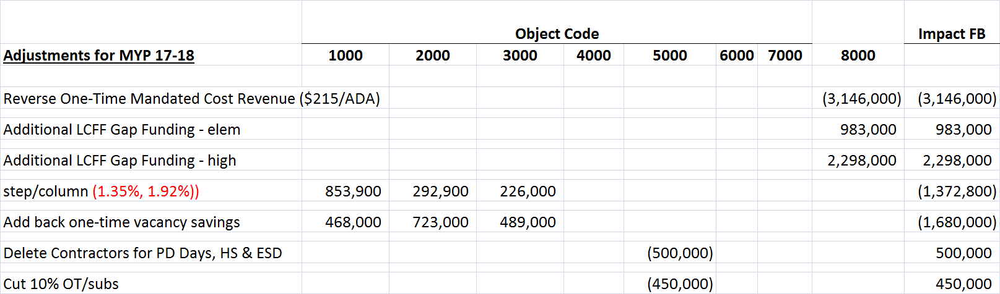 Object Code Impact FB
Adjustments for MYP 17-18 1000 2000 3000 4000 5000 6000 7000 8000
Reverse One-Time Mandated Cost Revenue ($215/ADA) (3,146,000) (3,146,000)
Additional LCFF Gap Funding - elem 983,000 983,000
Additional LCFF Gap Funding - high 2,298,000 2,298,000
step/column (1.35%, 1.92%)) 853,900 292,900 226,000 (1,372,800)
Add back one-time vacancy savings 468,000 723,000 489,000 (1,680,000)
Delete Contractors for PD Days, HS & ESD (500,000) 500,000
Cut 10% OT/subs (450,000) 450,000